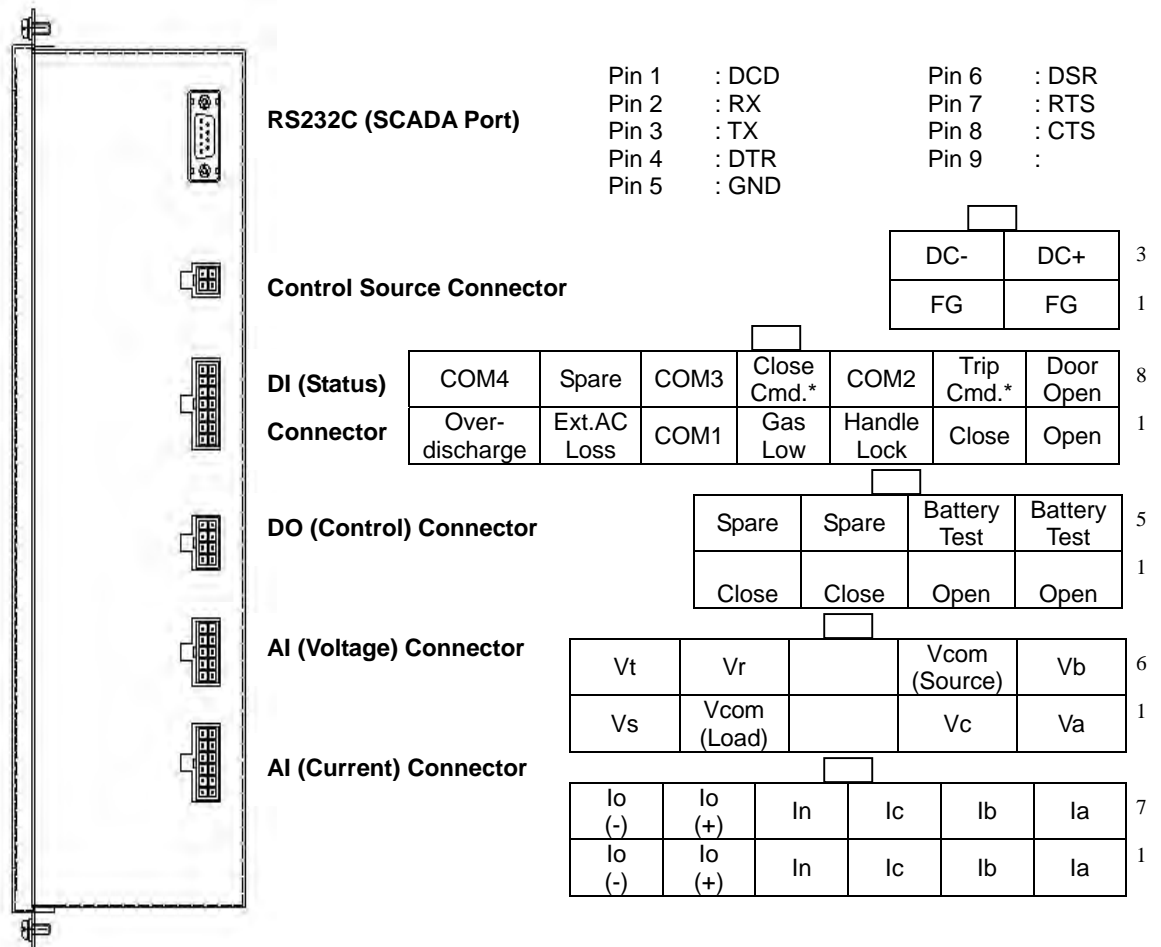 RS232C (SCADA Port)
Pin 1 : DCD Pin 6 : DSR
Pin 2 : RX Pin 7 : RTS
Pin 3 : TX Pin 8 : CTS
Pin 4 : DTR Pin 9 :
Pin 5 : GND
Control Source Connector
DC- DC+ 3
FG FG 1
DI (Status)
Connector
COM4 Spare COM3 Close Cmd.* COM2 Trip Cmd.* Door Open 8
Over-discharge Ext.AC Loss COM1 Gas Low Handle Lock Close Open 1
DO (Control) Connector
Spare Spare Battery Test Battery Test 5
Close Close Open Open 1
AI (Voltage) Connector
Vt Vr Vcom (Source) Vb 6
Vs Vcom (Load) Vc Va 1
AI (Current) Connector
Io (-) Io (+) In Ic Ib Ia 7
Io (-) Io (+) In Ic Ib Ia 1